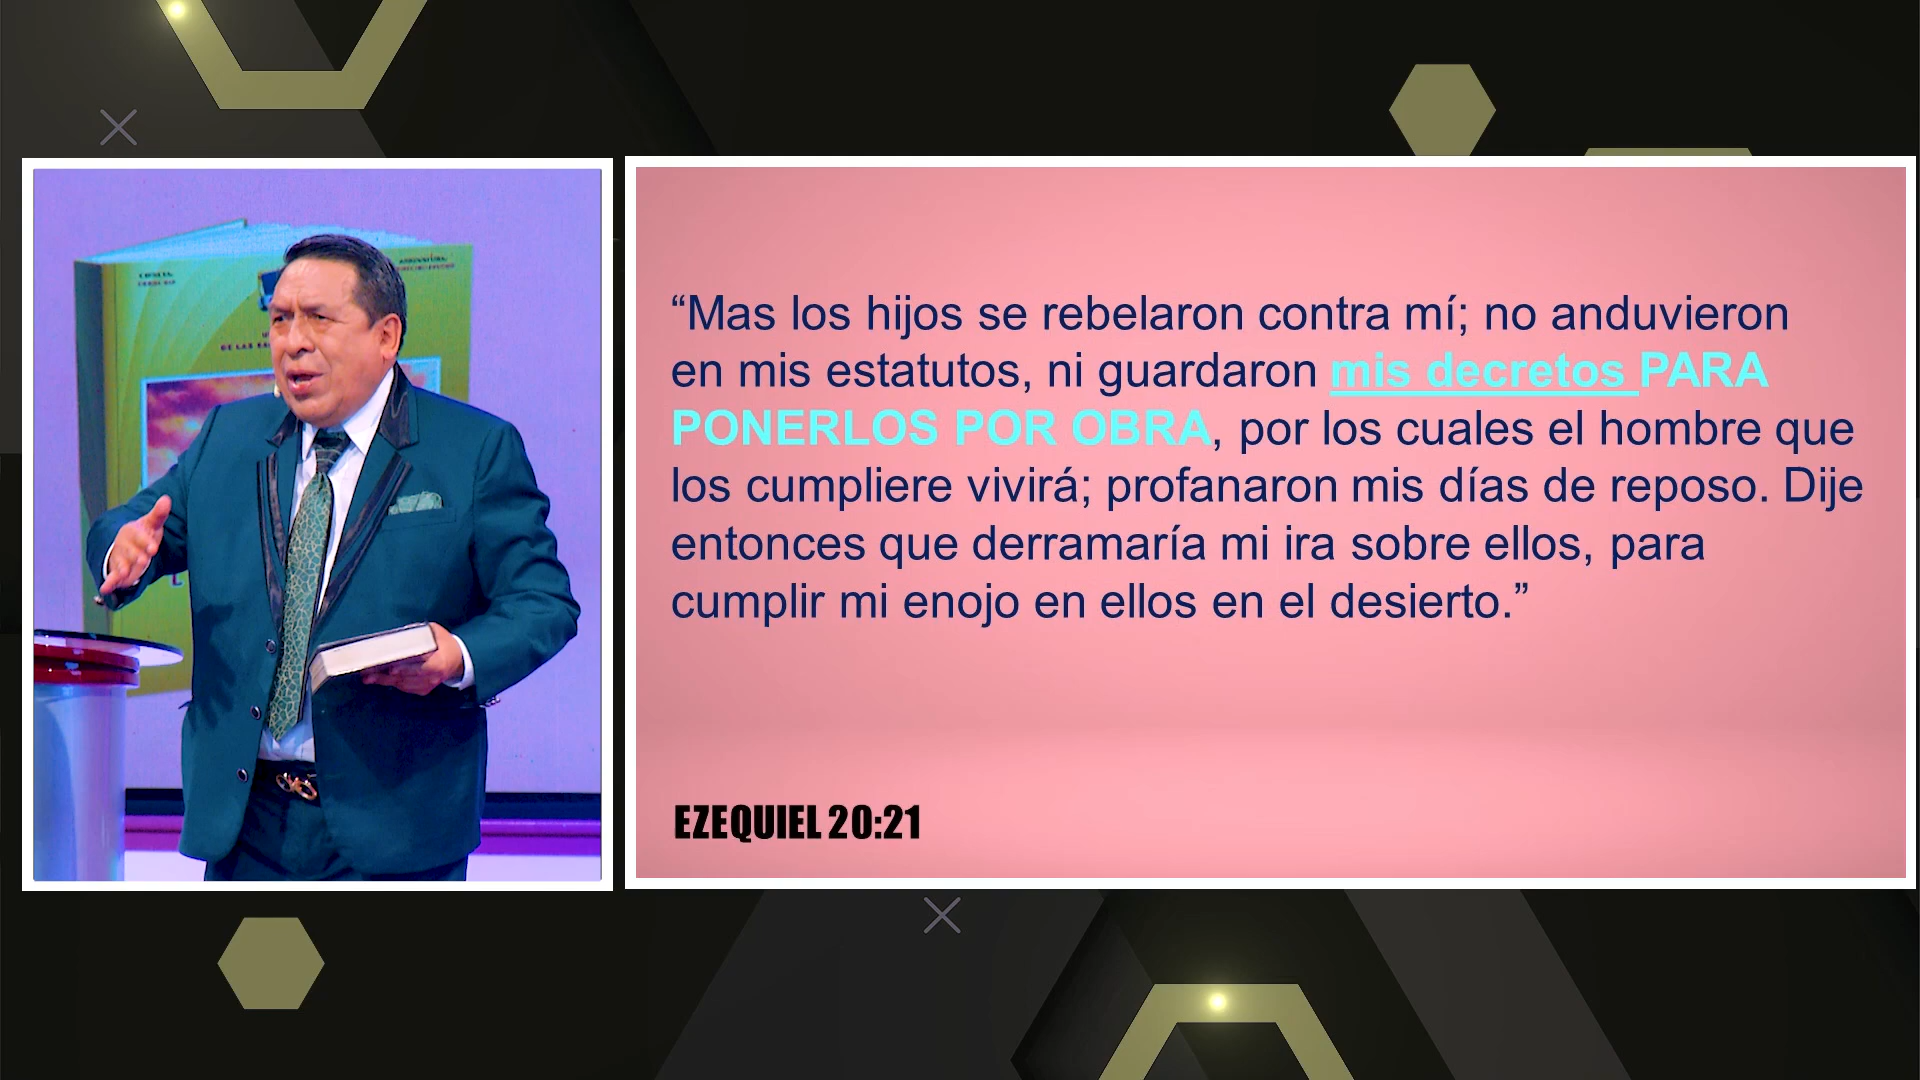 “Mas los hijos se rebelaron contra mí; no anduvieron
en mis estatutos, ni guardaron mis decretos PARA
PONERLOS POR OBRA, por los cuales el hombre que
los cumpliere vivirá; profanaron mis días de reposo. Dije
entonces que derramaría mi ira sobre ellos, para
cumplir mi enojo en ellos en el desierto.”
EZEQUIEL 20:21